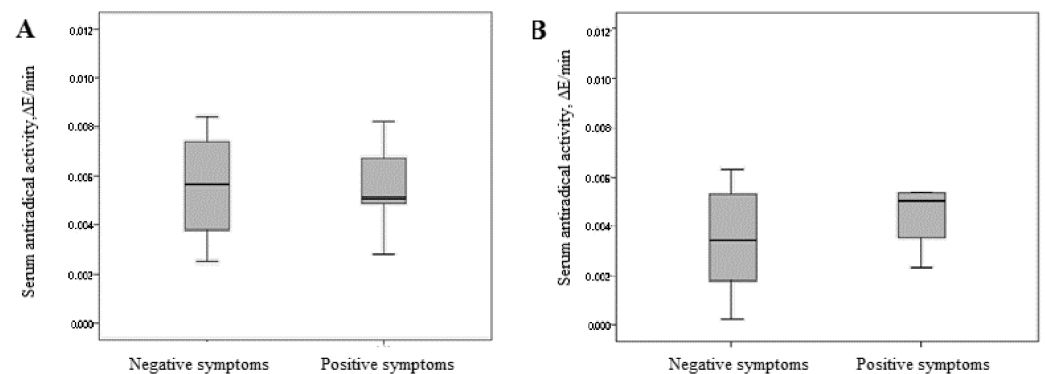 A
Serum antiradical activity,ΔE/min
0.012
0.010
0.008
0.006
0.004
0.002
0.000
Negative symptoms
Positive symptoms
B
Serum antiradical activity, ΔE/min
0.012
0.010
0.008
0.006
0.004
0.002
0.000
Negative symptoms
Positive symptoms